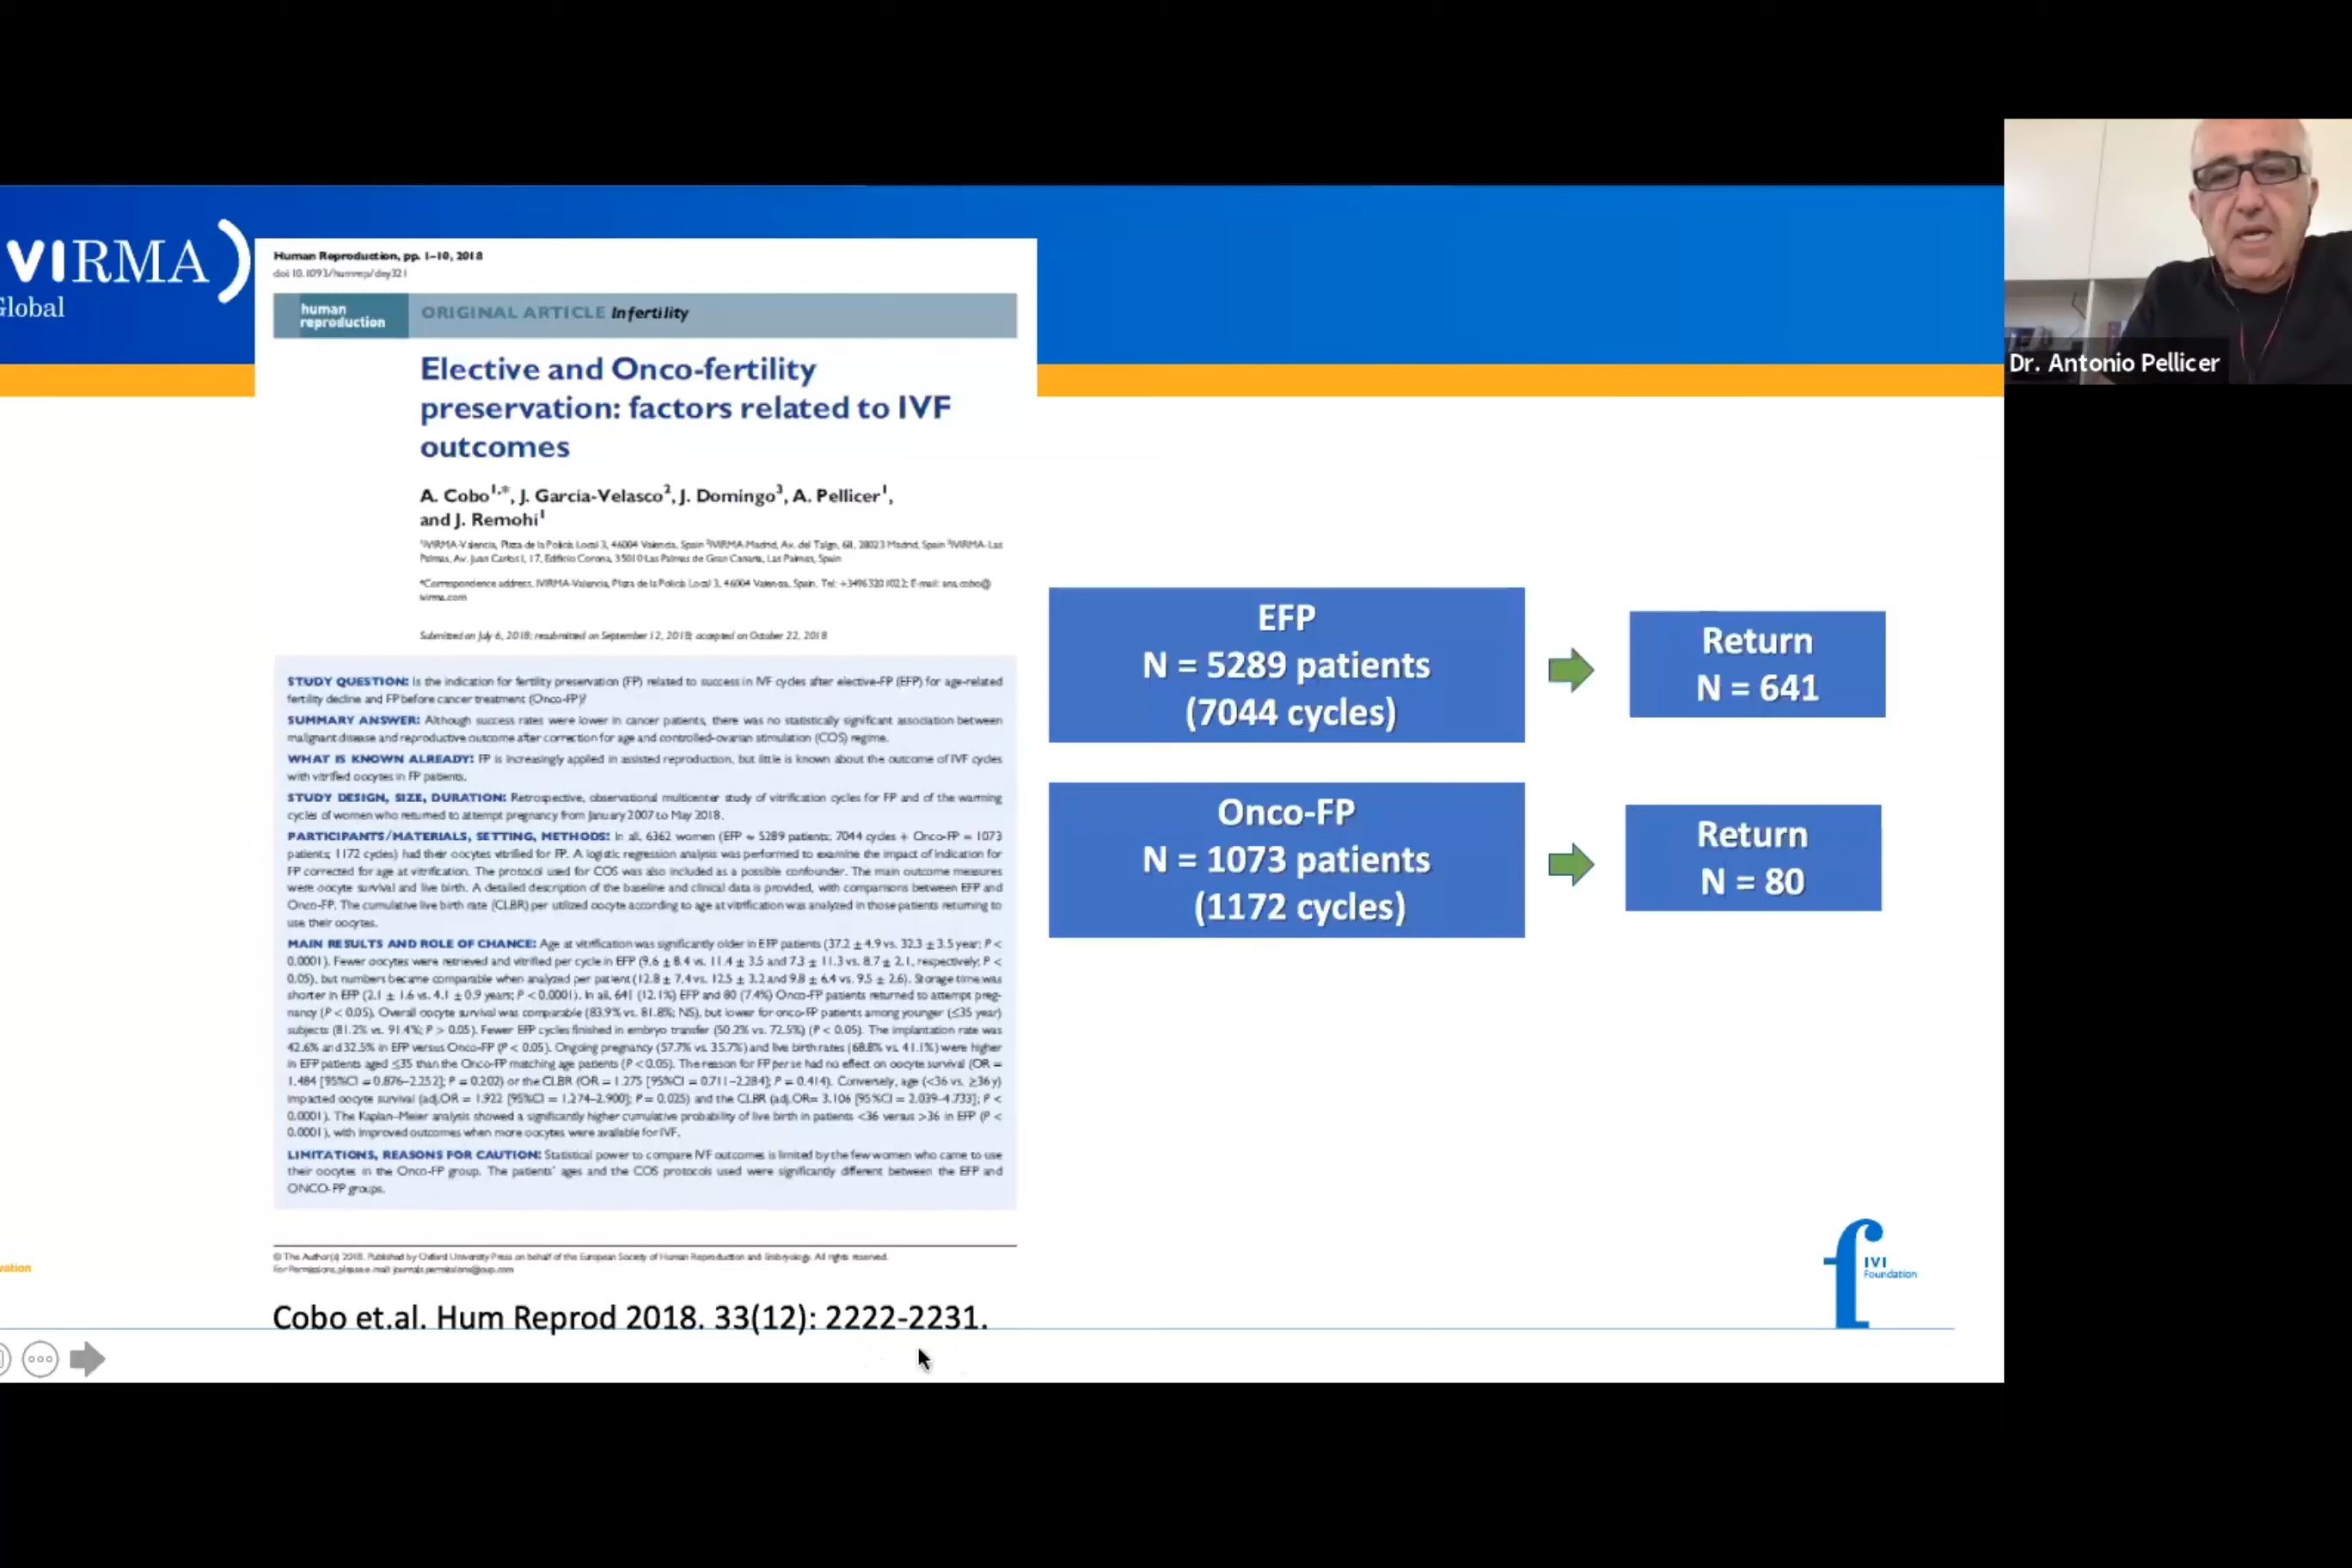 VIRMA
Global
Human Reproduction, pp. 1–10, 2018
doi:10.1093/humrep/dey321
human
reproduction
ORIGINAL ARTICLE Infertility
Elective and Onco-fertility
preservation: factors related to IVF
outcomes
A. Cobo1,*, J. García-Velasco2, J. Domingo3, A. Pellicer1,
and J. Remohí1
1IVIRMA-Valencia, Plaza de la Policía Local 3, 46004 Valencia, Spain 2IVIRMA-Madrid, Av. del Talgo, 68, 28023 Madrid, Spain 3IVIRMA-Las
Palmas, Av. Juan Carlos I, 17, Edificio Corona, 35010 Las Palmas de Gran Canaria, Las Palmas, Spain
*Correspondence address. IVIRMA-Valencia, Plaza de la Policía Local 3, 46004 Valencia, Spain. Tel: +34963201022; E-mail: ana.cobo@
ivirma.com
Submitted on July 6, 2018; resubmitted on September 12, 2018; accepted on October 22, 2018
STUDY QUESTION: Is the indication for fertility preservation (FP) related to success in IVF cycles after elective-FP (EFP) for age-related
fertility decline and FP before cancer treatment (Onco-FP)?
SUMMARY ANSWER: Although success rates were lower in cancer patients, there was no statistically significant association between
malignant disease and reproductive outcome after correction for age and controlled-ovarian stimulation (COS) regime.
WHAT IS KNOWN ALREADY: FP is increasingly applied in assisted reproduction, but little is known about the outcome of IVF cycles
with vitrified oocytes in FP patients.
STUDY DESIGN, SIZE, DURATION: Retrospective, observational multicenter study of vitrification cycles for FP and of the warming
cycles of women who returned to attempt pregnancy from January 2007 to May 2018.
PARTICIPANTS/MATERIALS, SETTING, METHODS: In all, 6362 women (EFP = 5289 patients; 7044 cycles + Onco-FP = 1073
patients; 1172 cycles) had their oocytes vitrified for FP. A logistic regression analysis was performed to examine the impact of indication for
FP corrected for age at vitrification. The protocol used for COS was also included as a possible confounder. The main outcome measures
were oocyte survival and live birth. A detailed description of the baseline and clinical data is provided, with comparisons between EFP and
Onco-FP. The cumulative live birth rate (CLBR) per utilized oocyte according to age at vitrification was analyzed in those patients returning to
use their oocytes.
MAIN RESULTS AND ROLE OF CHANCE: Age at vitrification was significantly older in EFP patients (37.2 ± 4.9 vs. 32.3 ± 3.5 year; P <
0.0001). Fewer oocytes were retrieved and vitrified per cycle in EFP (9.6 ± 8.4 vs. 11.4 ± 3.5 and 7.3 ± 11.3 vs. 8.7 ± 2.1, respectively; P <
0.05), but numbers became comparable when analyzed per patient (12.8 ± 7.4 vs. 12.5 ± 3.2 and 9.8 ± 6.4 vs. 9.5 ± 2.6). Storage time was
shorter in EFP (2.1 ± 1.6 vs. 4.1 ± 0.9 years; P < 0.0001). In all, 641 (12.1%) EFP and 80 (7.4%) Onco-FP patients returned to attempt preg-
nancy (P < 0.05). Overall oocyte survival was comparable (83.9% vs. 81.8%; NS), but lower for onco-FP patients among younger (≤35 year)
subjects (81.2% vs. 91.4%; P > 0.05). Fewer EFP cycles finished in embryo transfer (50.2% vs. 72.5%) (P < 0.05). The implantation rate was
42.6% and 32.5% in EFP versus Onco-FP (P < 0.05). Ongoing pregnancy (57.7% vs. 35.7%) and live birth rates (68.8% vs. 41.1%) were higher
in EFP patients aged ≤35 than the Onco-FP matching age patients (P < 0.05). The reason for FP per se had no effect on oocyte survival (OR =
1.484 [95%CI = 0.876–2.252]; P = 0.202) or the CLBR (OR = 1.275 [95%CI = 0.711–2.284]; P = 0.414). Conversely, age (<36 vs. ≥36 y)
impacted oocyte survival (adj.OR = 1.922 [95%CI = 1.274–2.900]; P = 0.025) and the CLBR (adj.OR= 3.106 [95%CI = 2.039–4.733]; P <
0.0001). The Kaplan–Meier analysis showed a significantly higher cumulative probability of live birth in patients <36 versus >36 in EFP (P <
0.0001), with improved outcomes when more oocytes were available for IVF.
LIMITATIONS, REASONS FOR CAUTION: Statistical power to compare IVF outcomes is limited by the few women who came to use
their oocytes in the Onco-FP group. The patients' ages and the COS protocols used were significantly different between the EFP and
ONCO-FP groups.
© The Author(s) 2018. Published by Oxford University Press on behalf of the European Society of Human Reproduction and Embryology. All rights reserved.
For Permissions, please e-mail: journals.permissions@oup.com
Cobo et.al. Hum Reprod 2018. 33(12): 2222-2231.
EFP
N = 5289 patients
(7044 cycles)
Return
N = 641
Onco-FP
N = 1073 patients
(1172 cycles)
Return
N = 80
IVI
Foundation
Dr. Antonio Pellicer